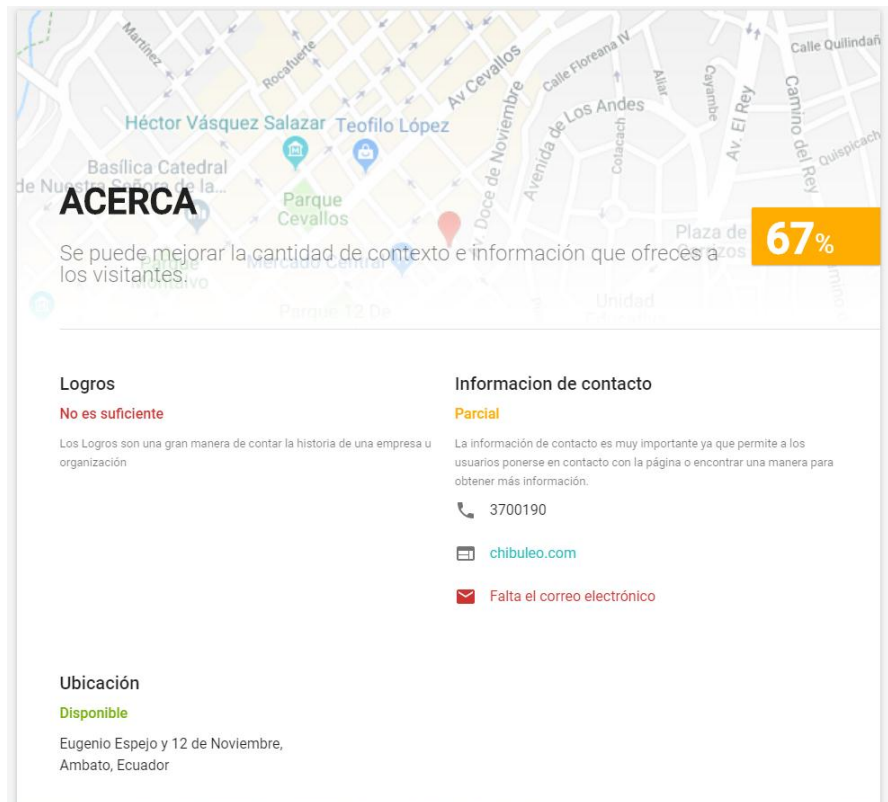 Martínez
Rocafuerte
Av Cevallos
Calle Floreana IV
Calle Quilindañ
Aliar
Cayambe
Av. El Rey
Camino del Rey
Quispicach
Héctor Vásquez Salazar
Teofilo López
Av. Doce de Noviembre
Avenida de Los Andes
Cotacach
Basílica Catedral
de Nuestra Señora de la...
Parque
Cevallos
ACERCA
Plaza de
67%
Se puede mejorar la cantidad de contexto e información que ofreces a
los visitantes.
Mercado Central
Parque 12 De
Unidad
Logros
No es suficiente
Los Logros son una gran manera de contar la historia de una empresa u
organización
Informacion de contacto
Parcial
La información de contacto es muy importante ya que permite a los
usuarios ponerse en contacto con la página o encontrar una manera para
obtener más información.
3700190
chibuleo.com
Falta el correo electrónico
Ubicación
Disponible
Eugenio Espejo y 12 de Noviembre,
Ambato, Ecuador